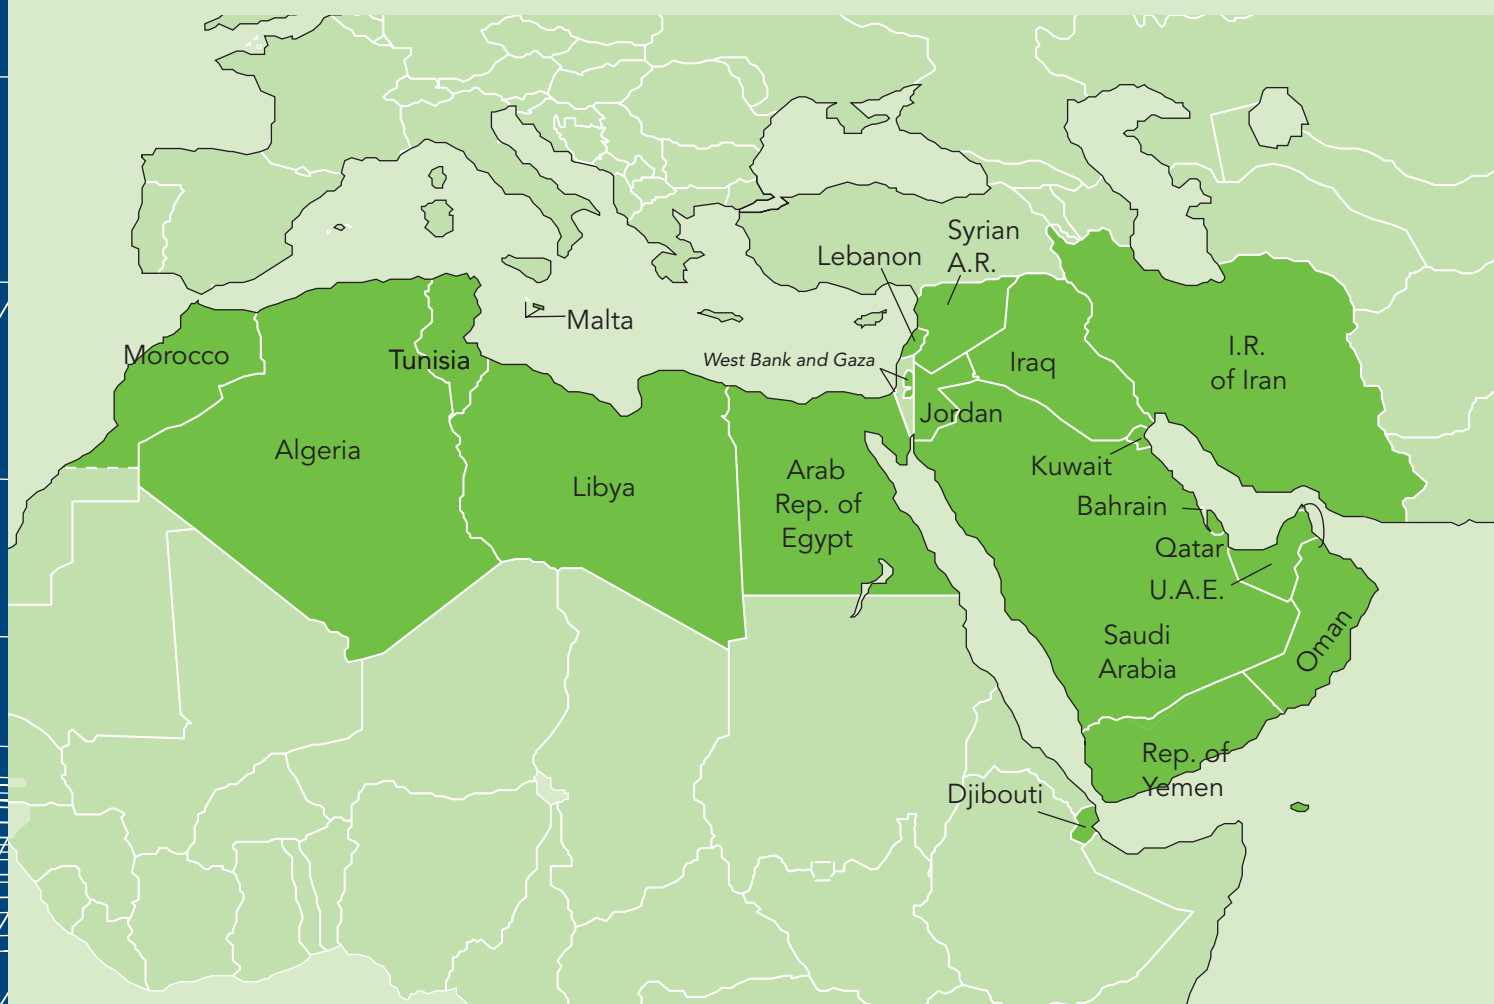 Syrian
A.R.
Lebanon
Malta
Morocco
Tunisia
West Bank and Gaza
Iraq
I.R.
of Iran
Jordan
Algeria
Libya
Arab
Rep. of
Egypt
Kuwait
Bahrain
Qatar
U.A.E.
Saudi
Arabia
Oman
Rep. of
Yemen
Djibouti